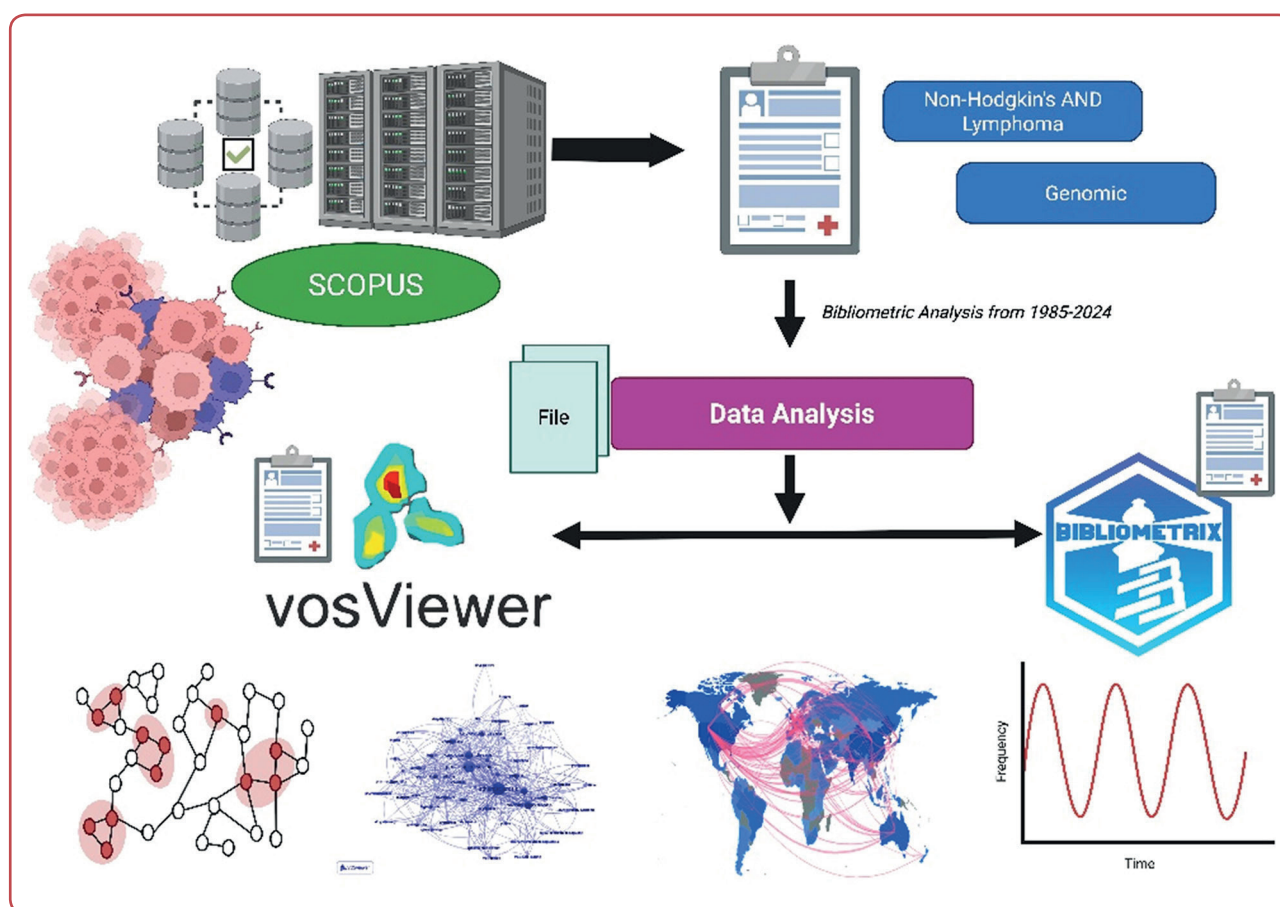 Non-Hodgkin's AND
Lymphoma
Genomic
SCOPUS
Bibliometric Analysis from 1985-2024
File
Data Analysis
BIBLIOMETRIX
vosViewer
Frequency
Time